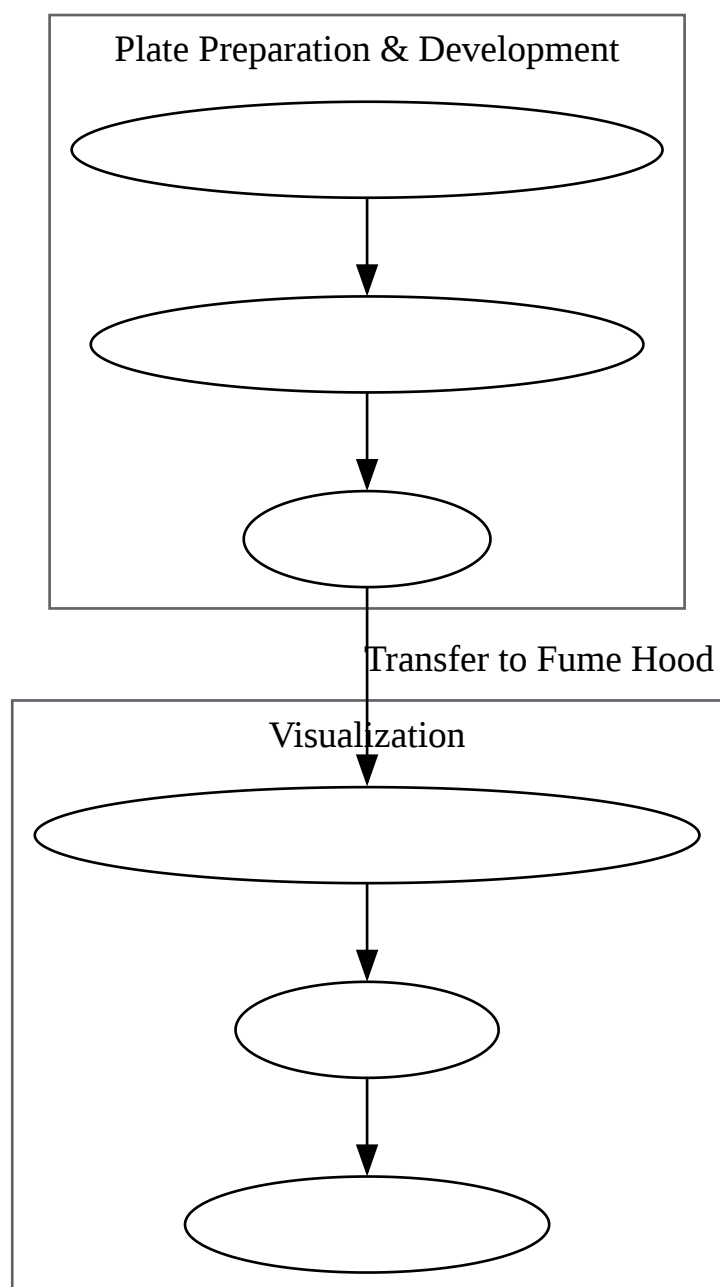 Plate Preparation & Development
Transfer to Fume Hood
Visualization